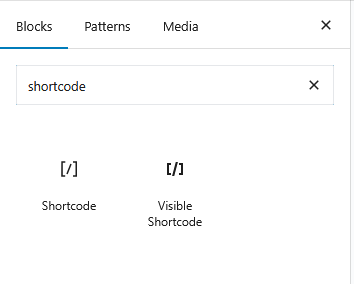 Blocks Patterns Media
shortcode
[/] [/]
Shortcode Visible
Shortcode